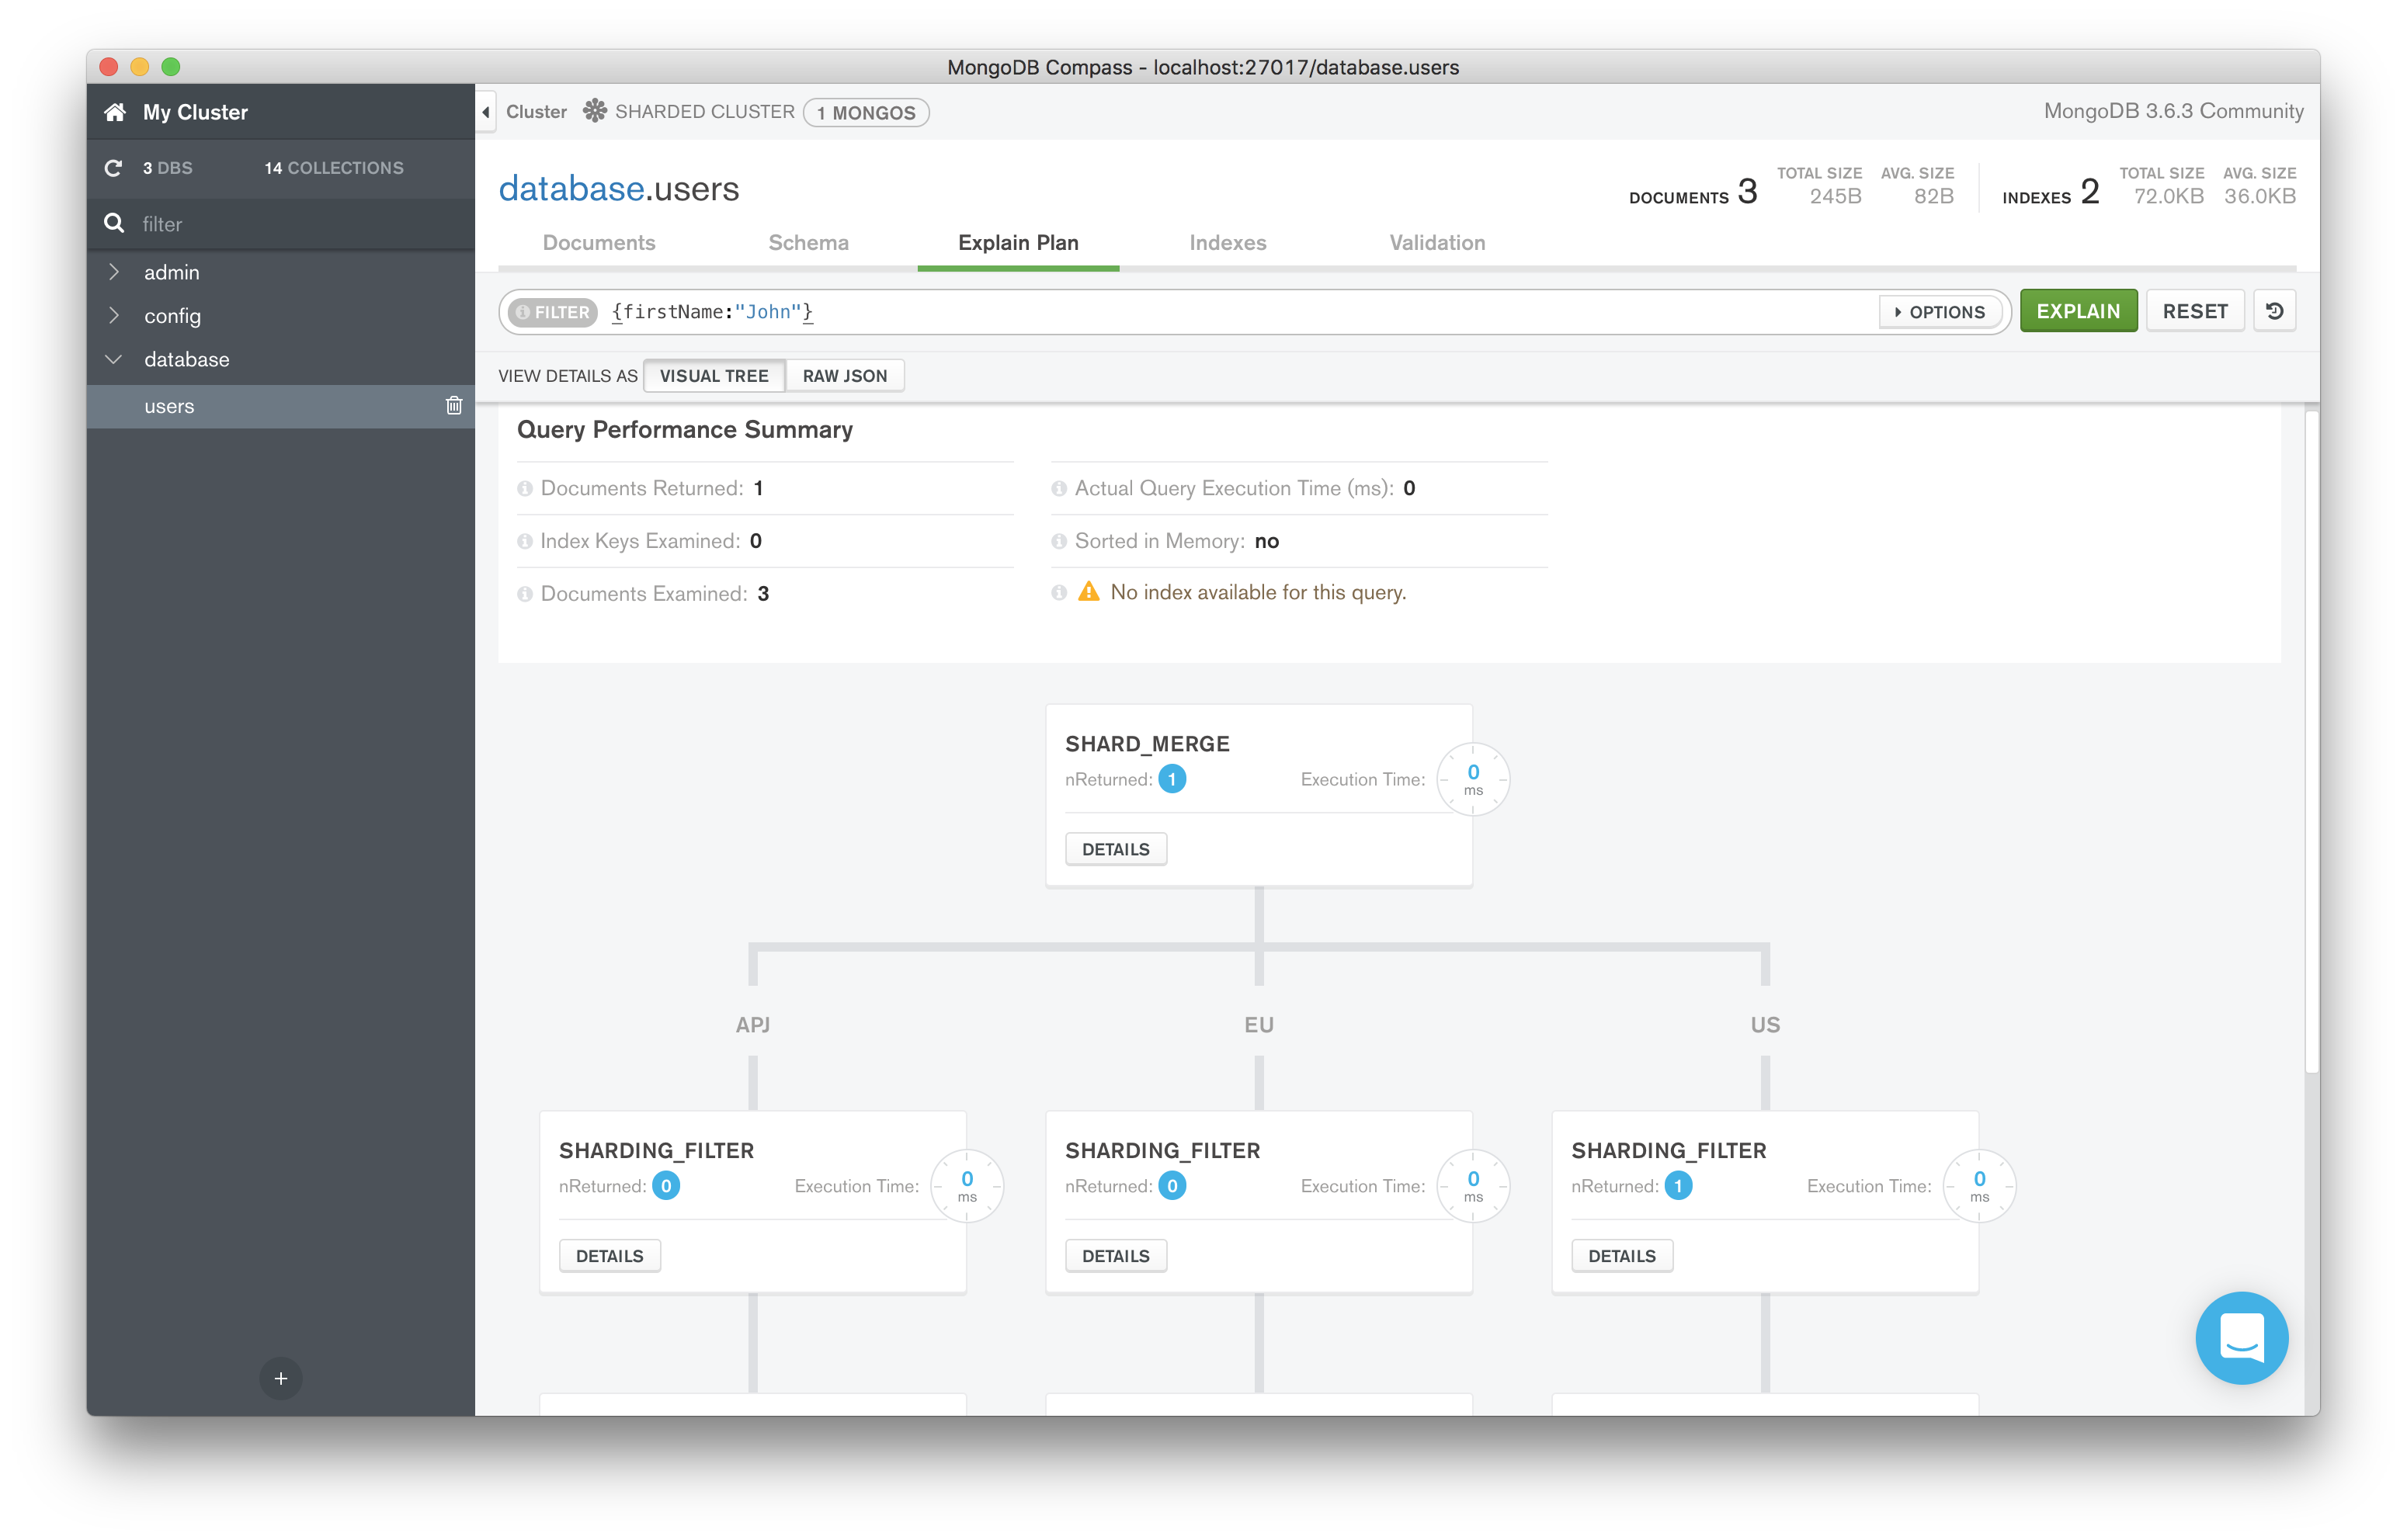 MongoDB Compass - localhost:27017/database.users
My Cluster
Cluster SHARDED CLUSTER 1 MONGOS
MongoDB 3.6.3 Community
3 DBS 14 COLLECTIONS
filter
admin
config
database
users
database.users
DOCUMENTS 3 TOTAL SIZE 245B AVG. SIZE 82B
INDEXES 2 TOTAL SIZE 72.0KB AVG. SIZE 36.0KB
Documents Schema Explain Plan Indexes Validation
FILTER {firstName:"John"} OPTIONS EXPLAIN RESET
VIEW DETAILS AS VISUAL TREE RAW JSON
Query Performance Summary
Documents Returned: 1
Index Keys Examined: 0
Documents Examined: 3
Actual Query Execution Time (ms): 0
Sorted in Memory: no
No index available for this query.
SHARD_MERGE
nReturned: 1 Execution Time: 0 ms
DETAILS
APJ EU US
SHARDING_FILTER
nReturned: 0 Execution Time: 0 ms
DETAILS
SHARDING_FILTER
nReturned: 0 Execution Time: 0 ms
DETAILS
SHARDING_FILTER
nReturned: 1 Execution Time: 0 ms
DETAILS